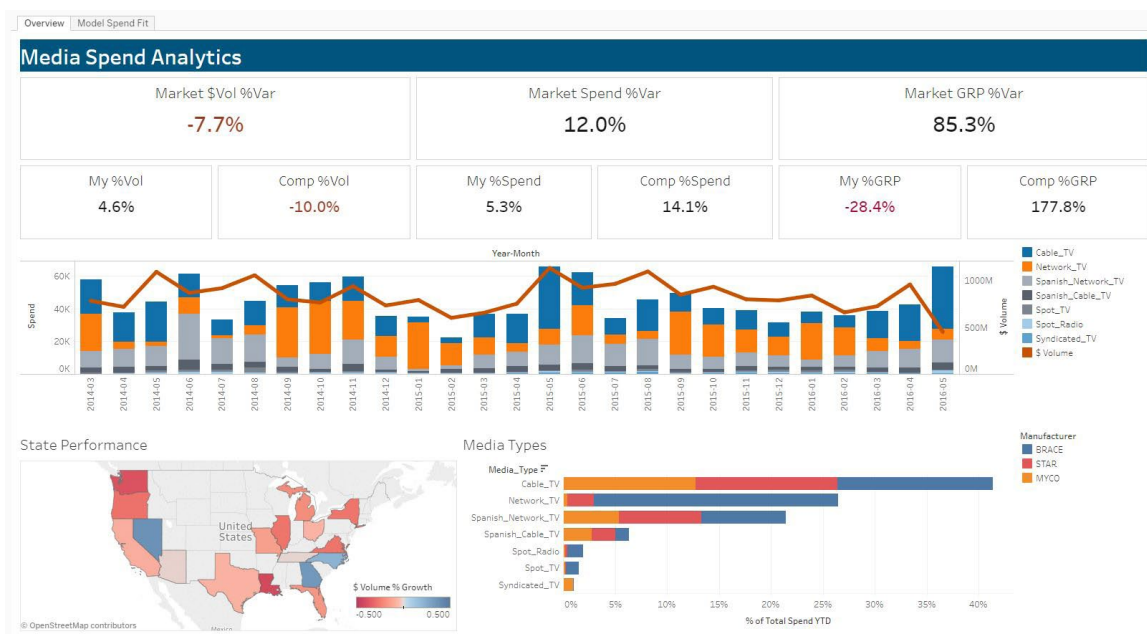 Overview Model Spend Fit
Media Spend Analytics
Market $Vol %Var
-7.7%
Market Spend %Var
12.0%
Market GRP %Var
85.3%
My %Vol
4.6%
Comp %Vol
-10.0%
My %Spend
5.3%
Comp %Spend
14.1%
My %GRP
-28.4%
Comp %GRP
177.8%
Year-Month
Spend
60K
40K
20K
0K
1000M
500M
0M
$ Volume
2014-03
2014-04
2014-05
2014-06
2014-07
2014-08
2014-09
2014-10
2014-11
2014-12
2015-01
2015-02
2015-03
2015-04
2015-05
2015-06
2015-07
2015-08
2015-09
2015-10
2015-11
2015-12
2016-01
2016-02
2016-03
2016-04
2016-05
Cable_TV
Network_TV
Spanish_Network_TV
Spanish_Cable_TV
Spot_TV
Spot_Radio
Syndicated_TV
$ Volume
State Performance
United
States
Mexico
$ Volume % Growth
-0.500 0.500
© OpenStreetMap contributors
Media Types
Media_Type
Cable_TV
Network_TV
Spanish_Network_TV
Spanish_Cable_TV
Spot_Radio
Spot_TV
Syndicated_TV
0% 5% 10% 15% 20% 25% 30% 35% 40%
% of Total Spend YTD
Manufacturer
BRACE
STAR
MYCO